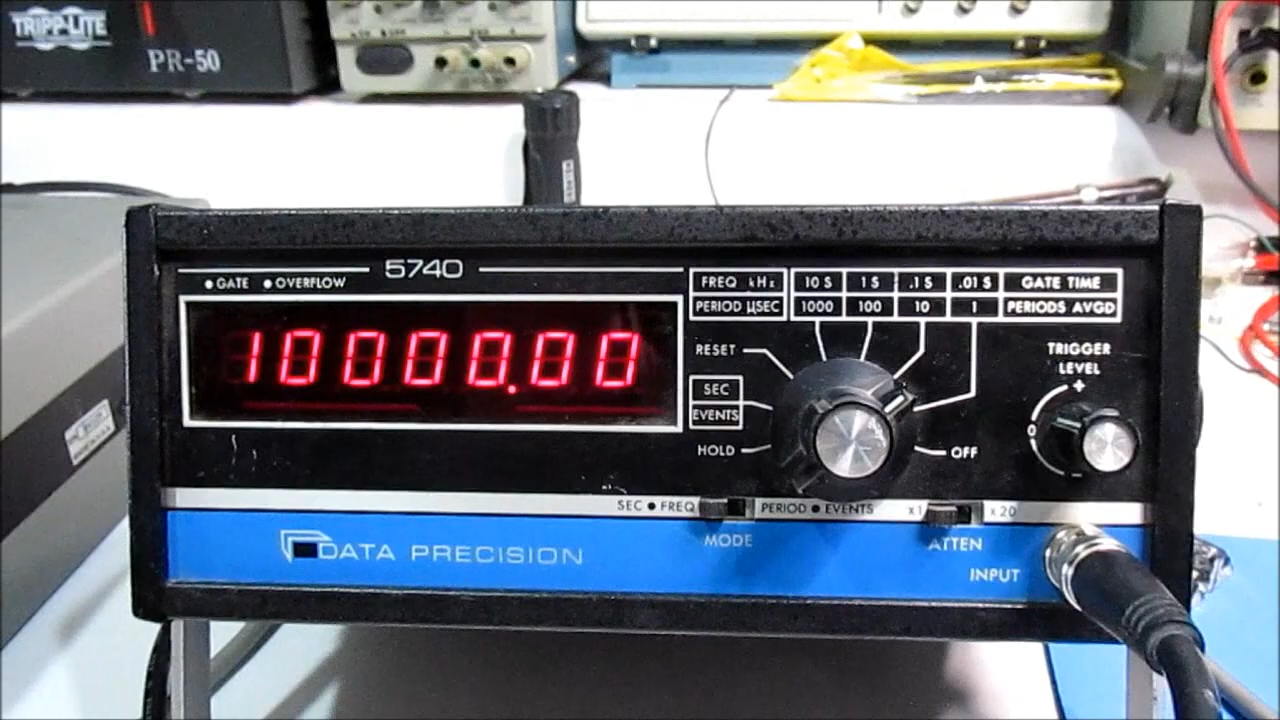 TRIPP-LITE
PR-50
5740
GATE OVERFLOW
10000.00
FREQ kHz 10 S 1 S .1 S .01 S GATE TIME
PERIOD μSEC 1000 100 10 1 PERIODS AVGD
RESET
SEC
EVENTS
HOLD
OFF
TRIGGER
LEVEL
+
0
−
SEC • FREQ PERIOD • EVENTS x1 x20
MODE ATTEN
DATA PRECISION
INPUT